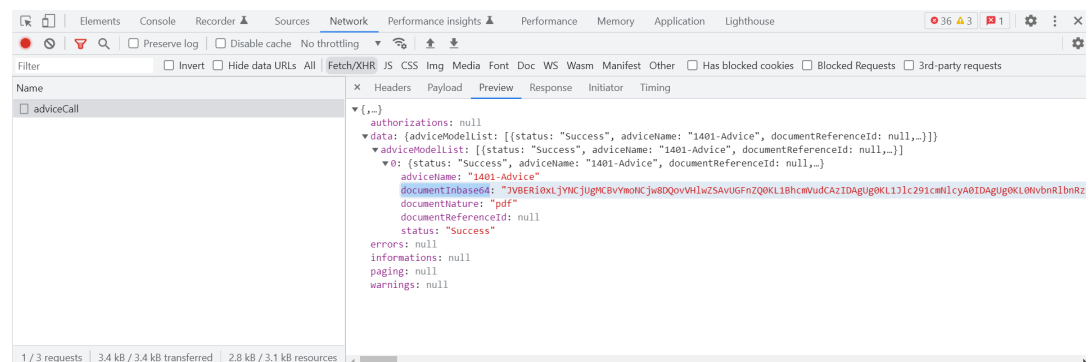 Elements Console Recorder Sources Network Performance insights Performance Memory Application Lighthouse 36 3 1
Preserve log Disable cache No throttling
Filter Invert Hide data URLs All Fetch/XHR JS CSS Img Media Font Doc WS Wasm Manifest Other Has blocked cookies Blocked Requests 3rd-party requests
Name × Headers Payload Preview Response Initiator Timing
adviceCall
▼{,…}
authorizations: null
▼data: {adviceModelList: [{status: "Success", adviceName: "1401-Advice", documentReferenceId: null,…}]}
▼adviceModelList: [{status: "Success", adviceName: "1401-Advice", documentReferenceId: null,…}]
▼0: {status: "Success", adviceName: "1401-Advice", documentReferenceId: null,…}
adviceName: "1401-Advice"
documentInbase64: "JVBERi0xLjYNCjUgMCBvYmoNCjw8DQovVHlwZSAvUGFnZQ0KL1BhcmVudCAzIDAgUg0KL1Jlc291cmNlcyA0IDAgUg0KL0NvbnRlbnRz
documentNature: "pdf"
documentReferenceId: null
status: "Success"
errors: null
informations: null
paging: null
warnings: null
1 / 3 requests 3.4 kB / 3.4 kB transferred 2.8 kB / 3.1 kB resources